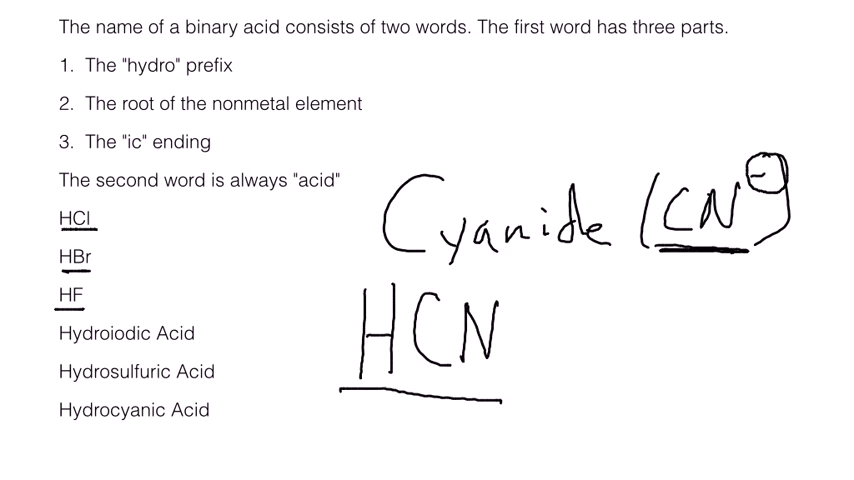 The name of a binary acid consists of two words. The first word has three parts.
1. The "hydro" prefix
2. The root of the nonmetal element
3. The "ic" ending
The second word is always "acid"
HCl
HBr
HF
Hydroiodic Acid
Hydrosulfuric Acid
Hydrocyanic Acid
Cyanide (CN⁻)
HCN